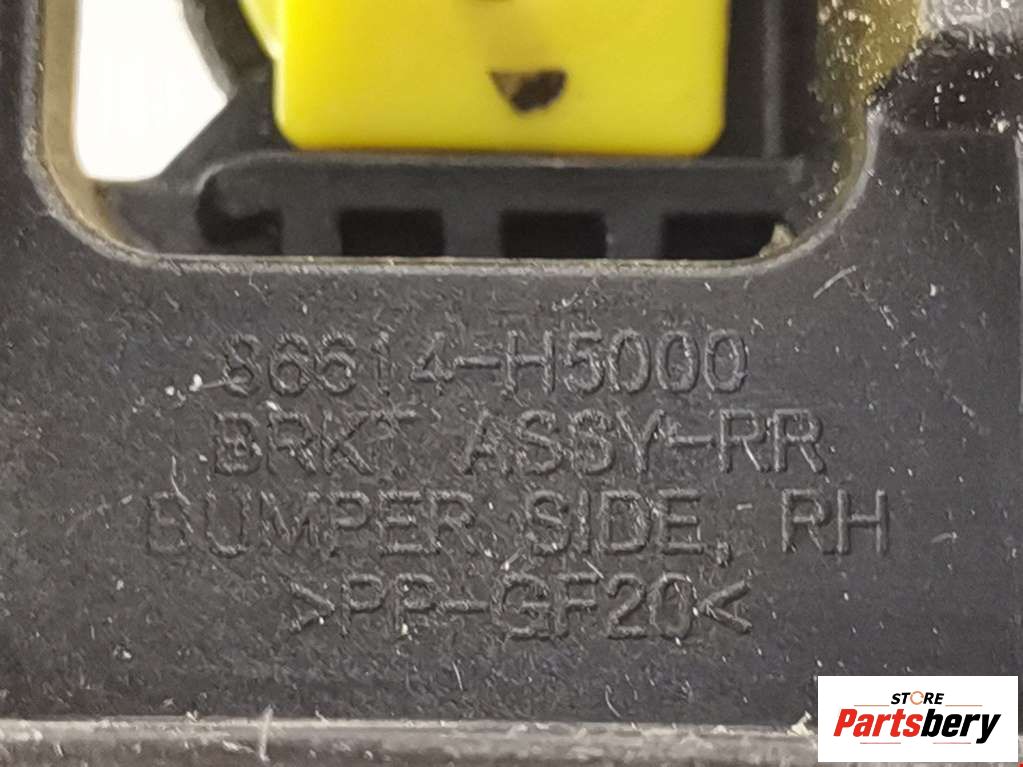 86614-H5000
BRKT ASSY-RR
BUMPER SIDE, RH
>PP-GF20<
STORE
Partsbery